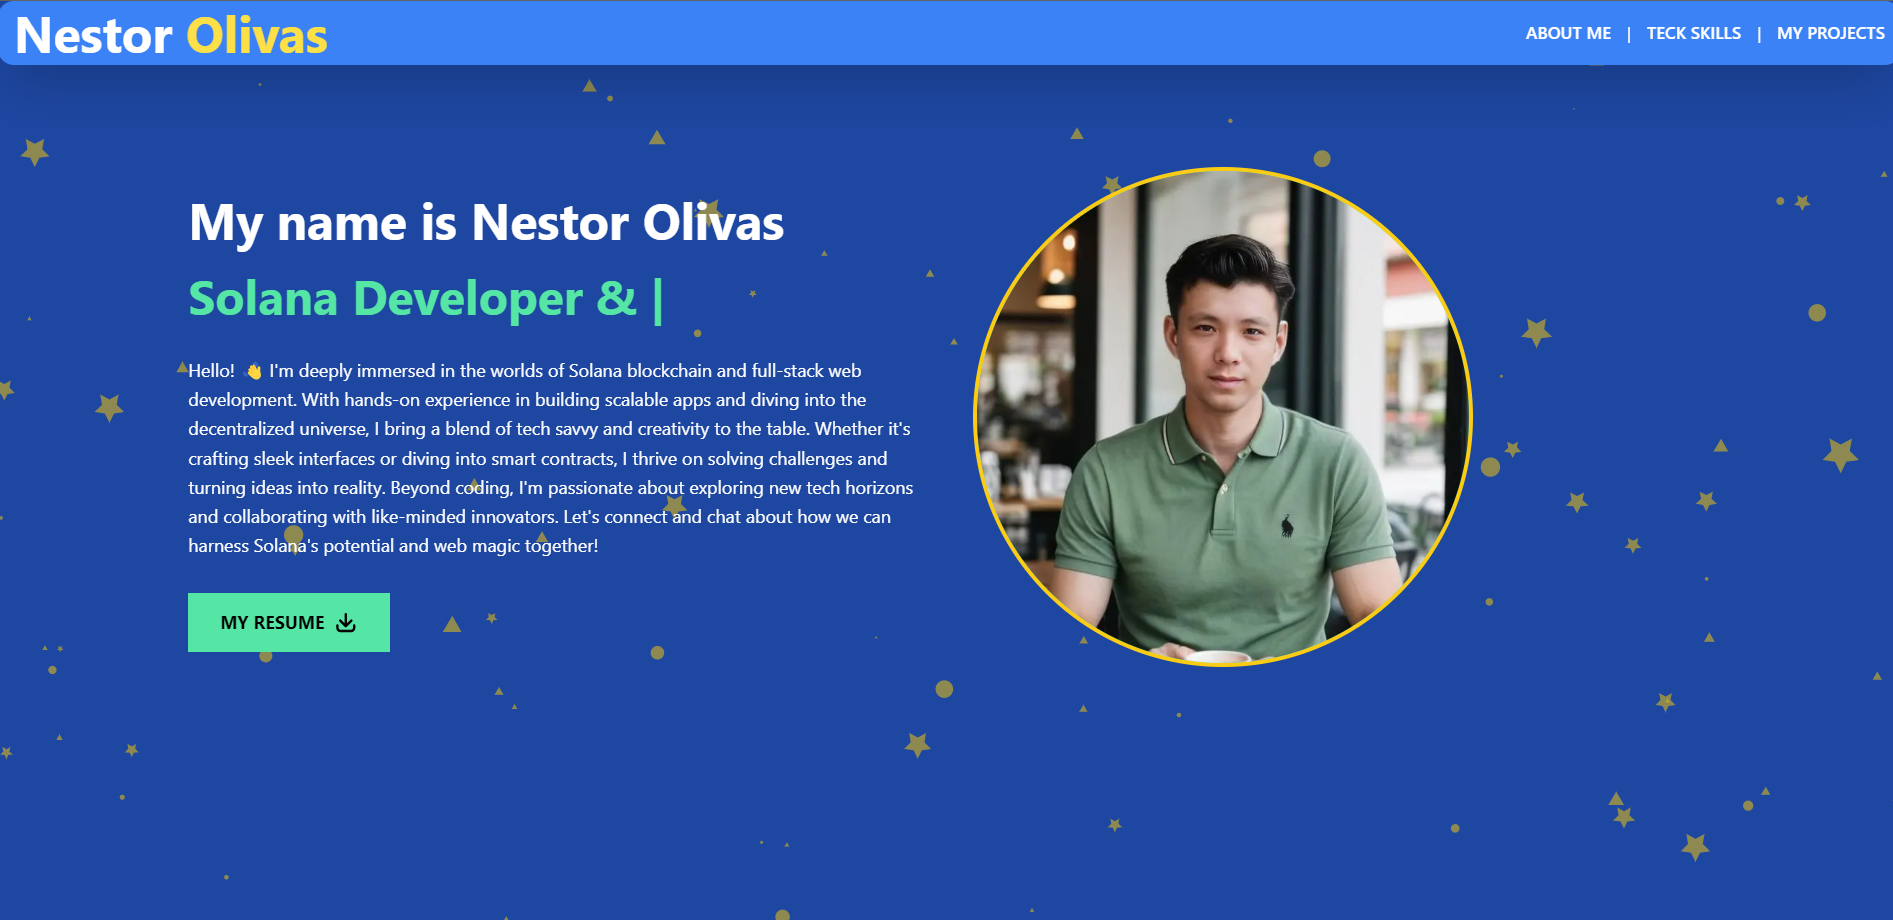 Nestor Olivas
ABOUT ME | TECK SKILLS | MY PROJECTS
My name is Nestor Olivas
Solana Developer & |
Hello! 👋 I'm deeply immersed in the worlds of Solana blockchain and full-stack web
development. With hands-on experience in building scalable apps and diving into the
decentralized universe, I bring a blend of tech savvy and creativity to the table. Whether it's
crafting sleek interfaces or diving into smart contracts, I thrive on solving challenges and
turning ideas into reality. Beyond coding, I'm passionate about exploring new tech horizons
and collaborating with like-minded innovators. Let's connect and chat about how we can
harness Solana's potential and web magic together!
MY RESUME